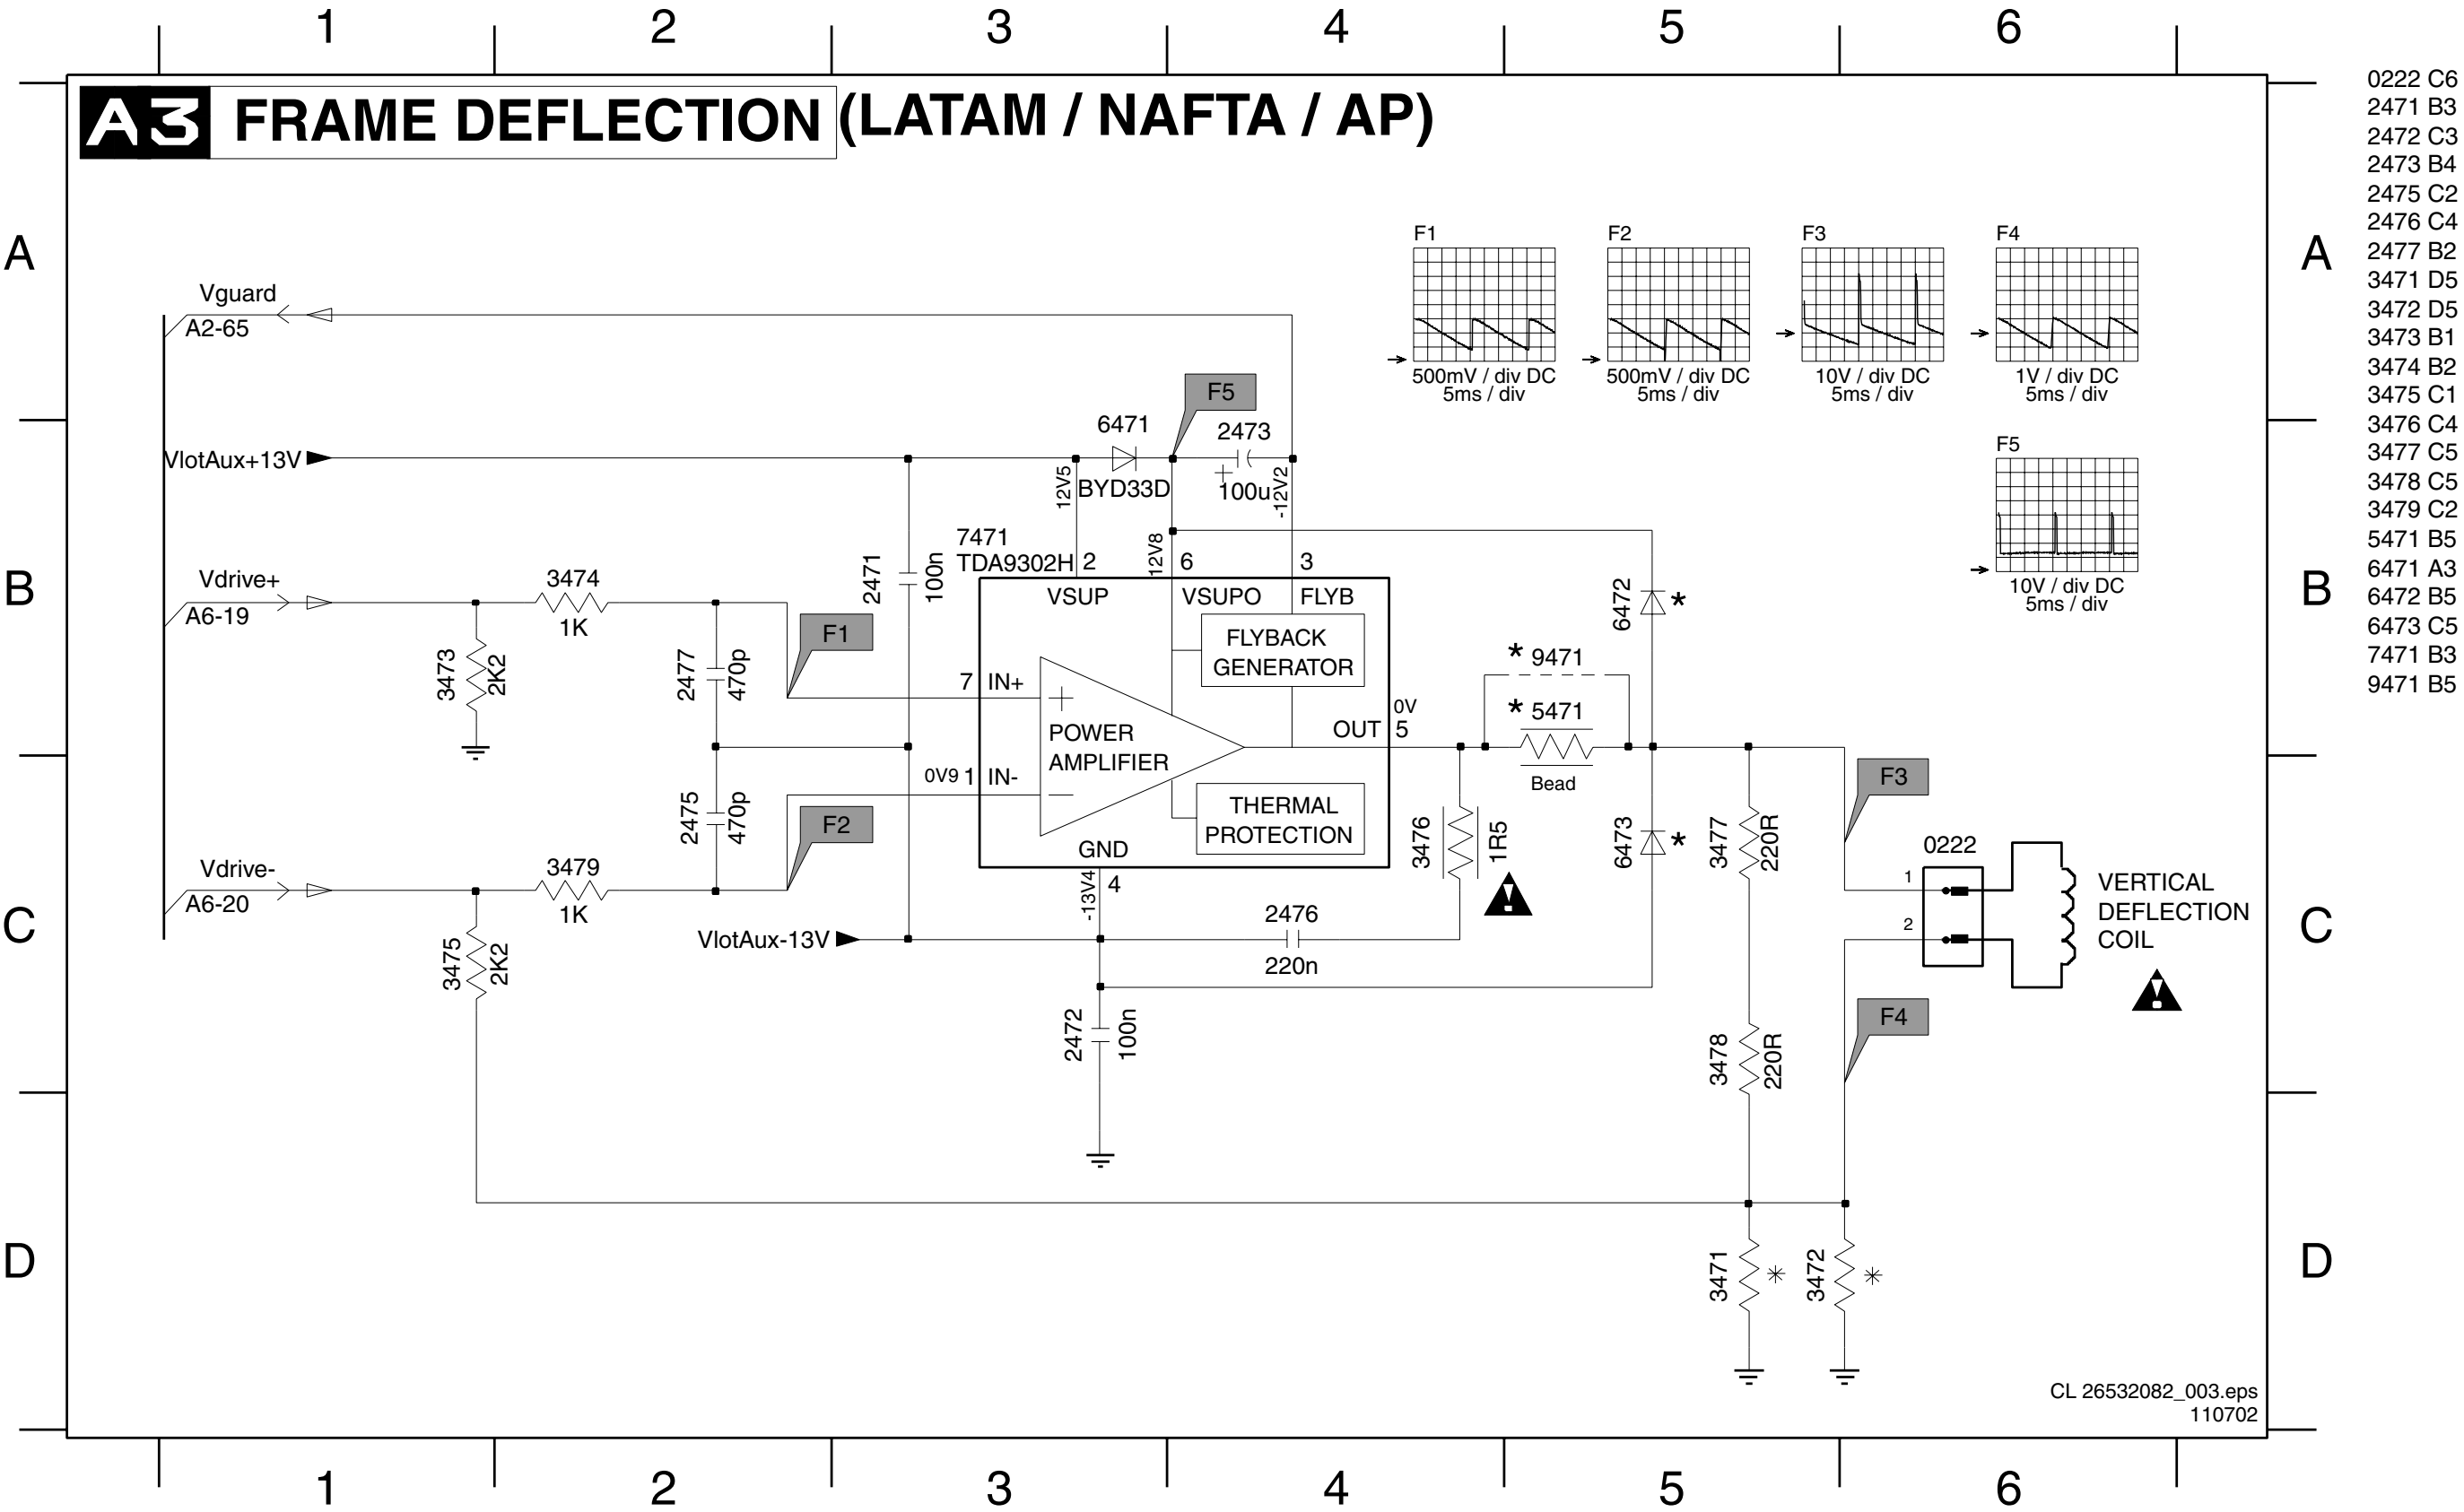 1 2 3 4 5 6
A3 FRAME DEFLECTION (LATAM / NAFTA / AP)
0222 C6
2471 B3
2472 C3
2473 B4
2475 C2
2476 C4
2477 B2
3471 D5
3472 D5
3473 B1
3474 B2
3475 C1
3476 C4
3477 C5
3478 C5
3479 C2
5471 B5
6471 A3
6472 B5
6473 C5
7471 B3
9471 B5
A A
F1 F2 F3 F4
500mV / div DC
5ms / div
500mV / div DC
5ms / div
10V / div DC
5ms / div
1V / div DC
5ms / div
F5
10V / div DC
5ms / div
Vguard
A2-65
F5
6471
BYD33D
2473
+
100u
VlotAux+13V
12V5
-12V2
12V8
7471
TDA9302H
2 6 3
VSUP VSUPO FLYB
FLYBACK
GENERATOR
B B
Vdrive+
A6-19
3474
1K
3473
2K2
2477
470p
2471
100n
F1
7 IN+
+
POWER
AMPLIFIER
0V9 1 IN-
−
OUT 5
0V
THERMAL
PROTECTION
GND
4
-13V4
6472 *
* 9471
* 5471
Bead
2475
470p
F2
3476
1R5
6473 *
3477
220R
F3
0222
1
2
VERTICAL
DEFLECTION
COIL
C C
Vdrive-
A6-20
3479
1K
3475
2K2
VlotAux-13V
2476
220n
2472
100n
3478
220R
F4
D D
3471 *
3472 *
CL 26532082_003.eps
110702
1 2 3 4 5 6